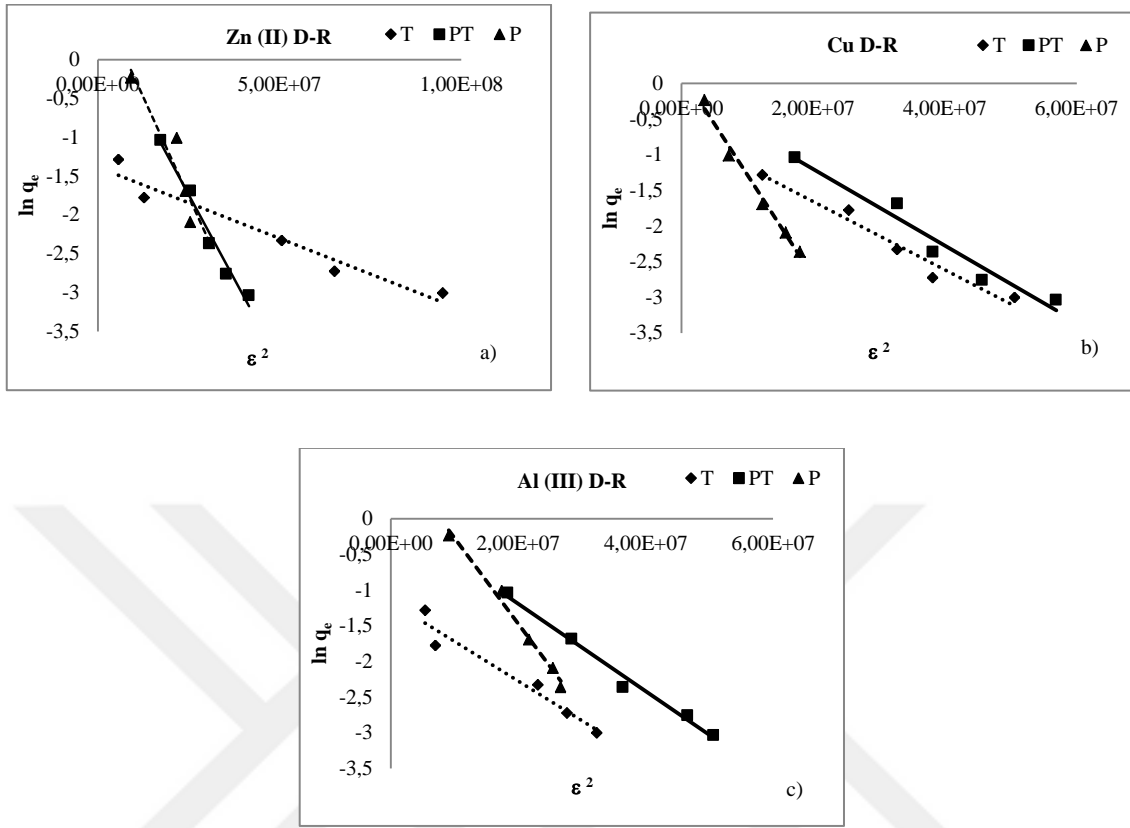 Zn (II) D-R
T PT P
0,00E+00 5,00E+07 1,00E+08
0
-0,5
-1
-1,5
-2
-2,5
-3
-3,5
ln qe
ε 2
a)
Cu D-R
T PT P
0,00E+00 2,00E+07 4,00E+07 6,00E+07
0
-0,5
-1
-1,5
-2
-2,5
-3
-3,5
ln qe
ε 2
b)
Al (III) D-R
T PT P
0,00E+00 2,00E+07 4,00E+07 6,00E+07
0
-0,5
-1
-1,5
-2
-2,5
-3
-3,5
ln qe
ε 2
c)